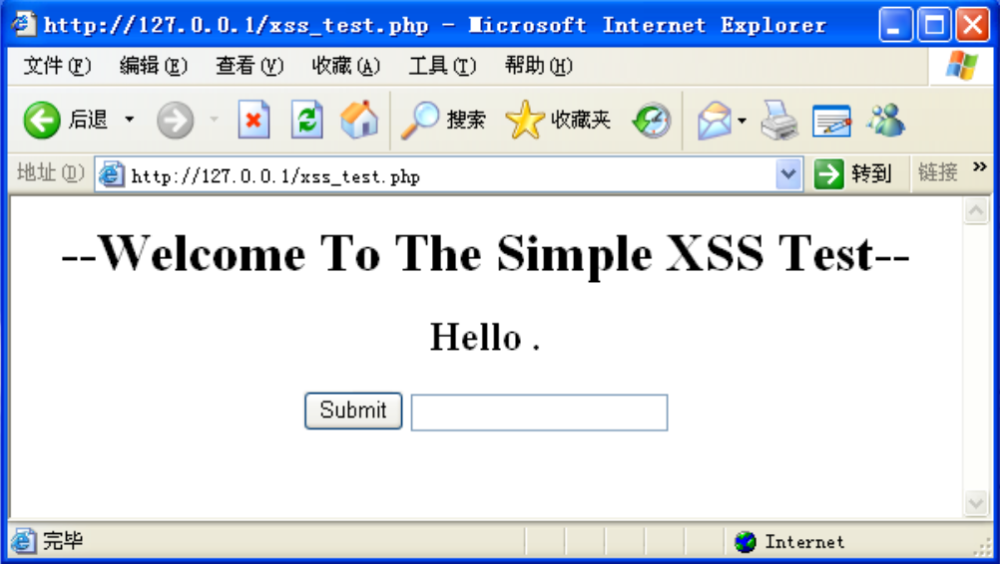 http://127.0.0.1/xss_test.php - Microsoft Internet Explorer
文件(F) 编辑(E) 查看(V) 收藏(A) 工具(T) 帮助(H)
后退 搜索 收藏夹
地址(D) http://127.0.0.1/xss_test.php 转到 链接 »
--Welcome To The Simple XSS Test--
Hello .
Submit
完毕 Internet